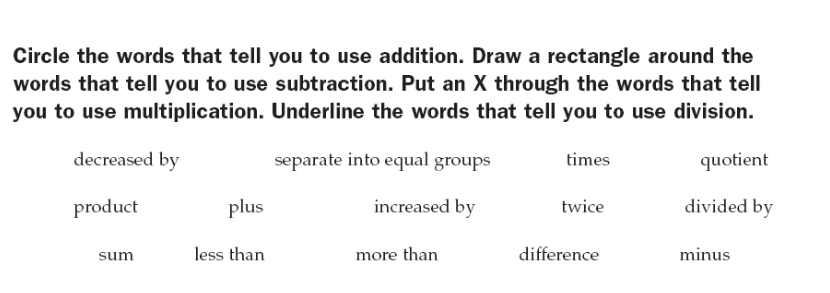 Circle the words that tell you to use addition. Draw a rectangle around the
words that tell you to use subtraction. Put an X through the words that tell
you to use multiplication. Underline the words that tell you to use division.
decreased by separate into equal groups times quotient
product plus increased by twice divided by
sum less than more than difference minus